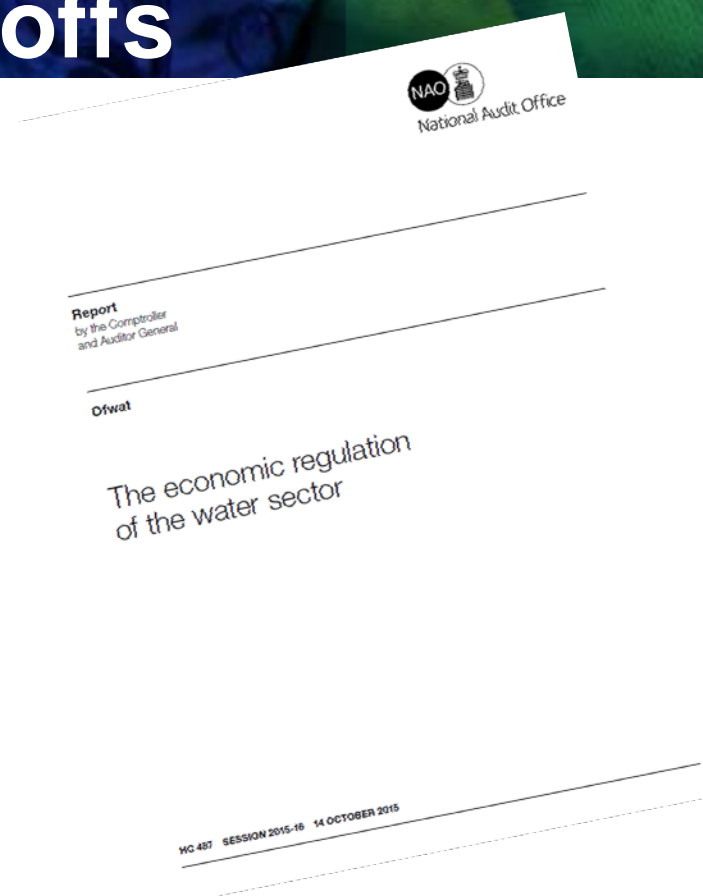 offs
NAO
National Audit Office
Report
by the Comptroller
and Auditor General
Ofwat
The economic regulation
of the water sector
HC 487 SESSION 2015-16 14 OCTOBER 2015